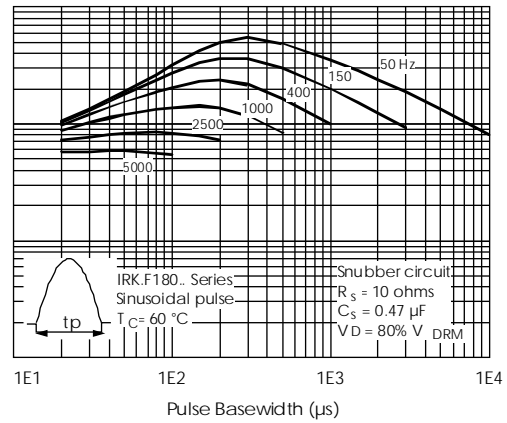 50 Hz
150
400
1000
2500
5000
tp
IRK.F180.. Series
Sinusoidal pulse
T C= 60 °C
Snubber circuit
R s = 10 ohms
C s = 0.47 µF
V D = 80% V DRM
1E1 1E2 1E3 1E4
Pulse Basewidth (µs)